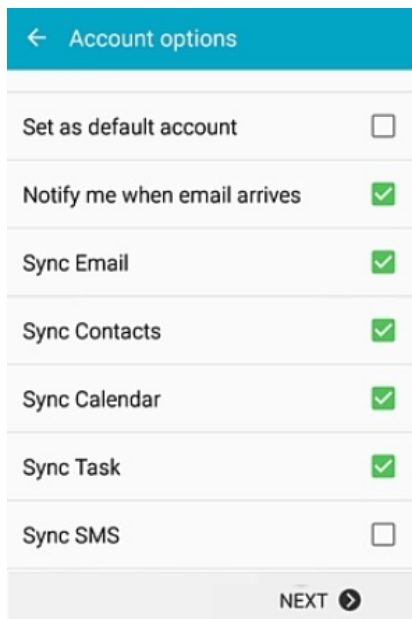 Account options
Set as default account
Notify me when email arrives
Sync Email
Sync Contacts
Sync Calendar
Sync Task
Sync SMS
NEXT